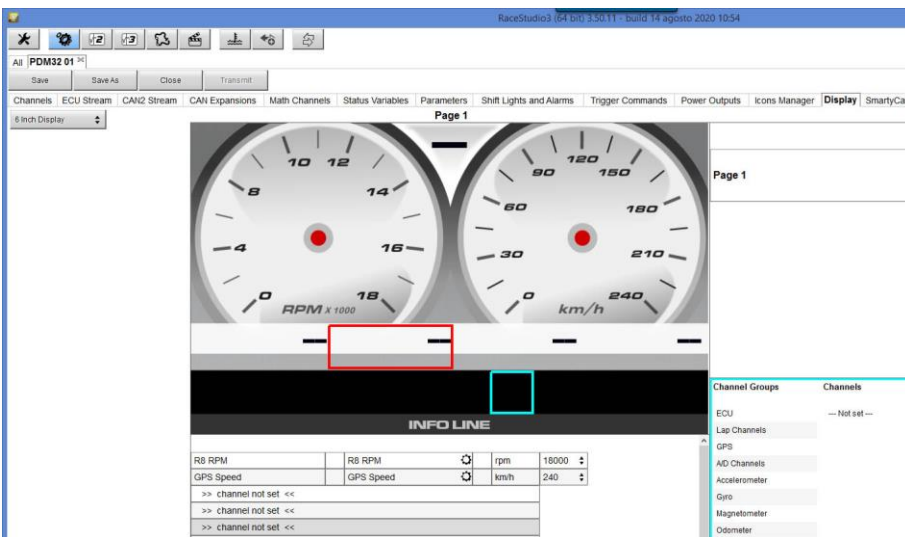 RaceStudio3 (64 bit) 3.50.11 - build 14 agosto 2020 10:54
All PDM32 01
Save Save As Close Transmit
Channels ECU Stream CAN2 Stream CAN Expansions Math Channels Status Variables Parameters Shift Lights and Alarms Trigger Commands Power Outputs Icons Manager Display SmartyCa
6 Inch Display
Page 1
0 4 8 10 12 14 16 18
RPM X 1000
0 30 60 90 120 150 180 210 240
km/h
Page 1
INFO LINE
R8 RPM R8 RPM rpm 18000
GPS Speed GPS Speed km/h 240
>> channel not set <<
>> channel not set <<
>> channel not set <<
Channel Groups Channels
ECU --- Not set ---
Lap Channels
GPS
A/D Channels
Accelerometer
Gyro
Magnetometer
Odometer